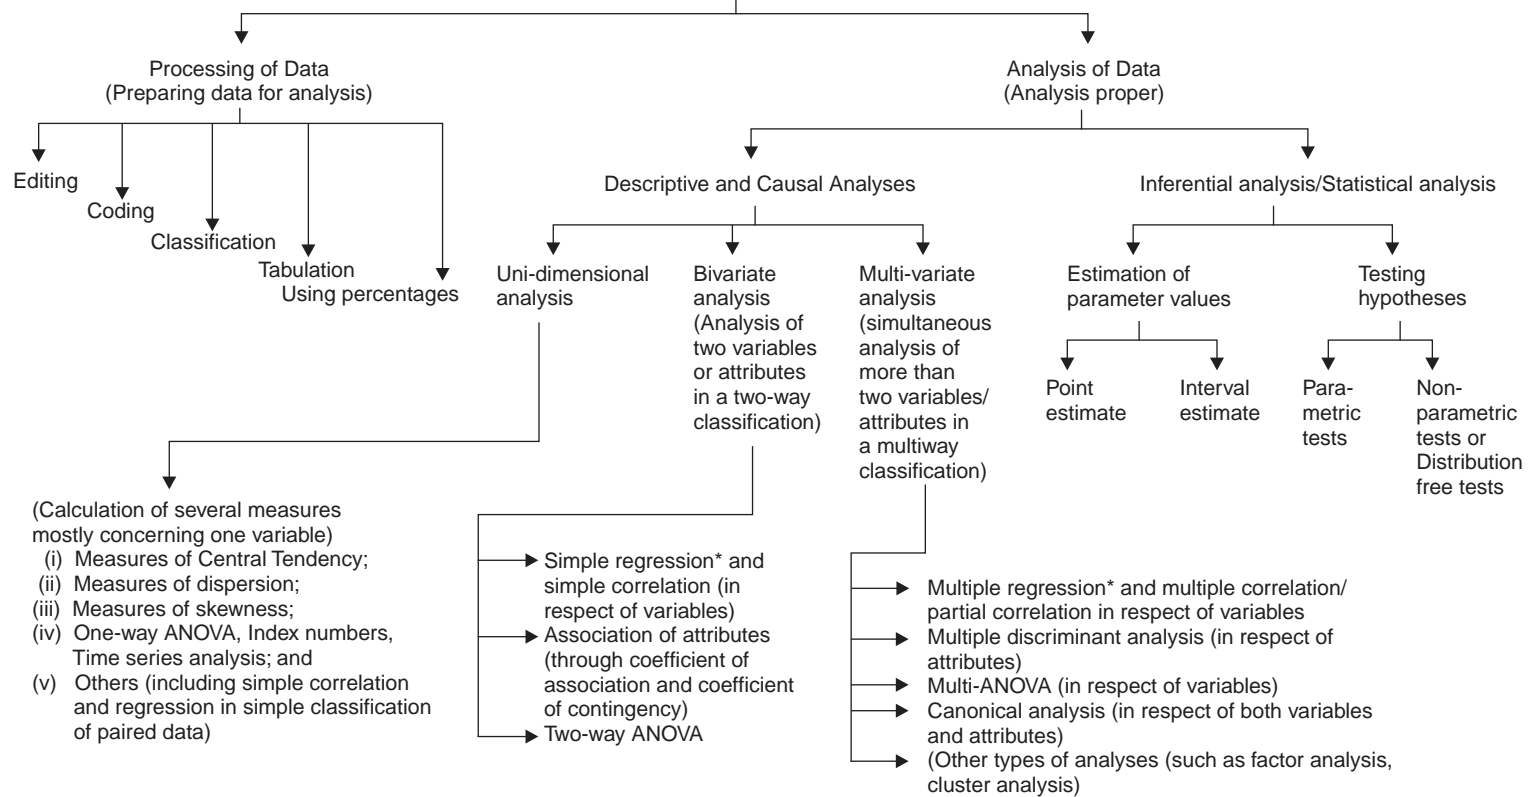 Processing of Data
(Preparing data for analysis)
Analysis of Data
(Analysis proper)
Editing
Coding
Classification
Tabulation
Using percentages
Descriptive and Causal Analyses
Inferential analysis/Statistical analysis
Uni-dimensional
analysis
Bivariate
analysis
(Analysis of
two variables
or attributes
in a two-way
classification)
Multi-variate
analysis
(simultaneous
analysis of
more than
two variables/
attributes in
a multiway
classification)
Estimation of
parameter values
Testing
hypotheses
Point
estimate
Interval
estimate
Para-
metric
tests
Non-
parametric
tests or
Distribution
free tests
(Calculation of several measures
mostly concerning one variable)
(i) Measures of Central Tendency;
(ii) Measures of dispersion;
(iii) Measures of skewness;
(iv) One-way ANOVA, Index numbers,
Time series analysis; and
(v) Others (including simple correlation
and regression in simple classification
of paired data)
Simple regression* and
simple correlation (in
respect of variables)
Association of attributes
(through coefficient of
association and coefficient
of contingency)
Two-way ANOVA
Multiple regression* and multiple correlation/
partial correlation in respect of variables
Multiple discriminant analysis (in respect of
attributes)
Multi-ANOVA (in respect of variables)
Canonical analysis (in respect of both variables
and attributes)
(Other types of analyses (such as factor analysis,
cluster analysis)